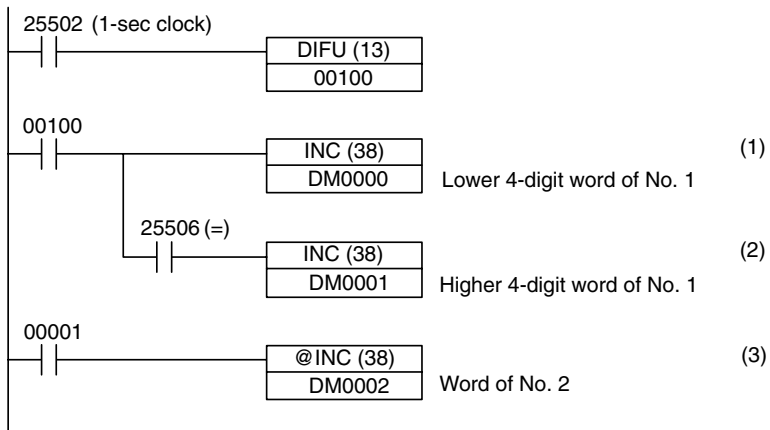 25502 (1-sec clock)
DIFU (13)
00100
00100
INC (38)
(1)
DM0000
Lower 4-digit word of No. 1
25506 (=)
INC (38)
(2)
DM0001
Higher 4-digit word of No. 1
00001
@INC (38)
(3)
DM0002
Word of No. 2